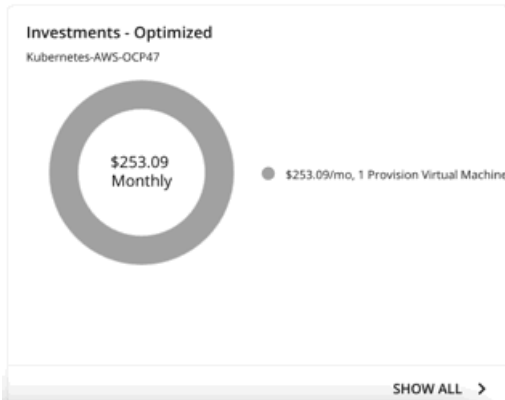 Investments - Optimized
Kubernetes-AWS-OCP47
$253.09
Monthly
$253.09/mo, 1 Provision Virtual Machine
SHOW ALL